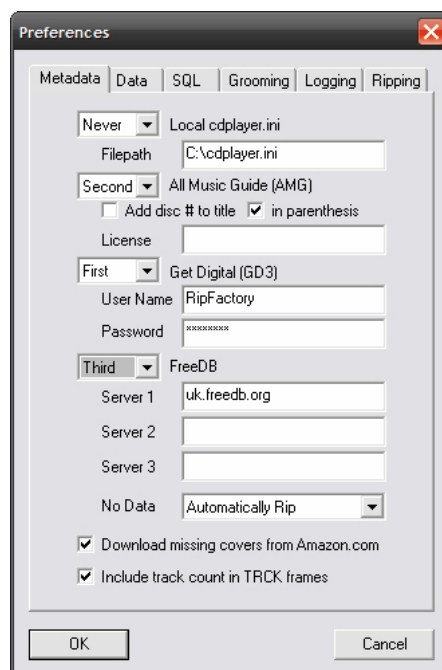 Preferences
Metadata Data SQL Grooming Logging Ripping
Never Local cdplayer.ini
Filepath C:\cdplayer.ini
Second All Music Guide (AMG)
Add disc # to title in parenthesis
License
First Get Digital (GD3)
User Name RipFactory
Password xxxxxxxx
Third FreeDB
Server 1 uk.freedb.org
Server 2
Server 3
No Data Automatically Rip
Download missing covers from Amazon.com
Include track count in TRCK frames
OK Cancel